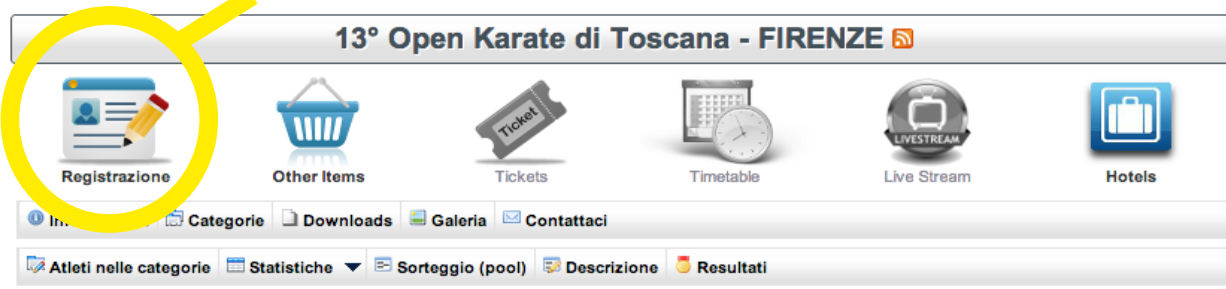 13° Open Karate di Toscana - FIRENZE
Ticket
LIVESTREAM
Registrazione Other Items Tickets Timetable Live Stream Hotels
Categorie Downloads Galeria Contattaci
Atleti nelle categorie Statistiche Sorteggio (pool) Descrizione Resultati